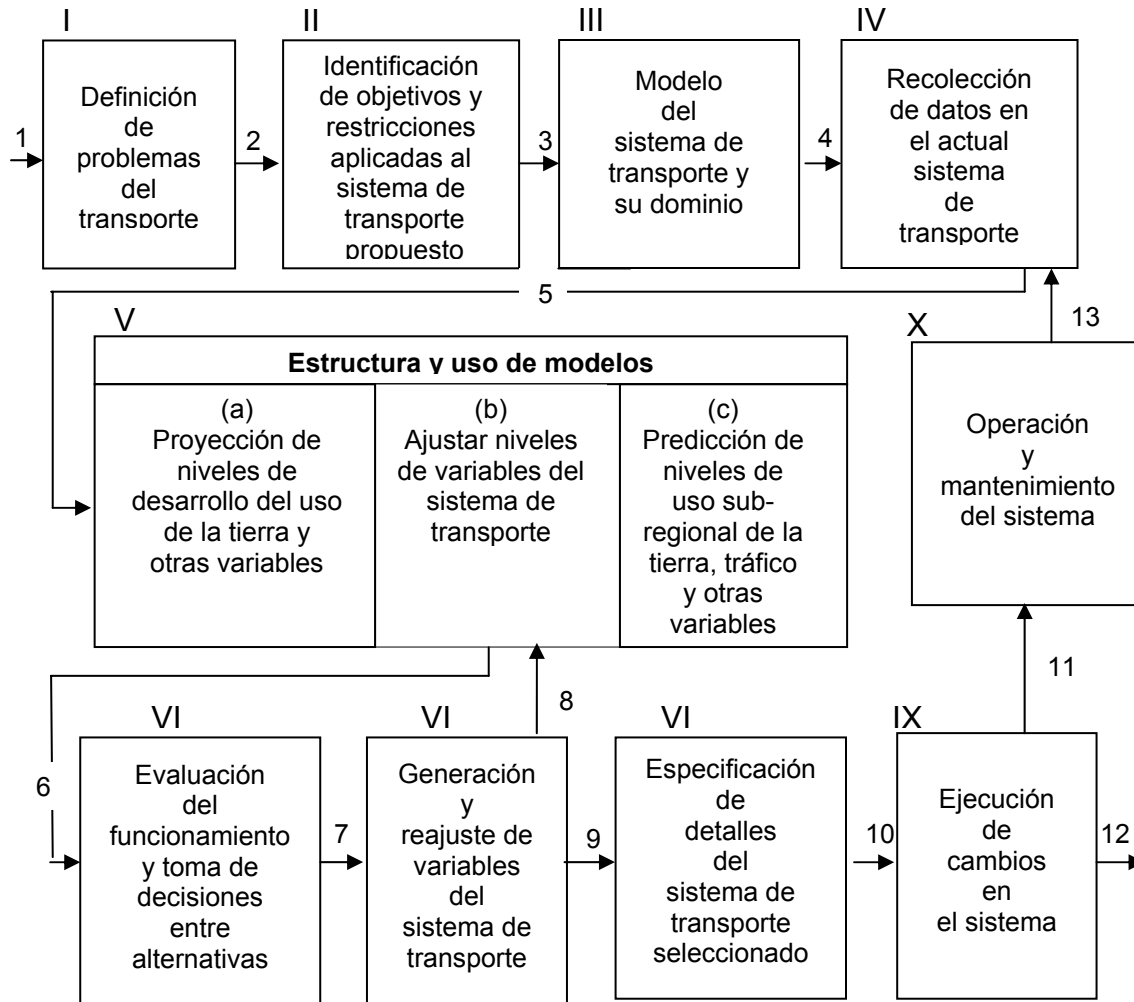 I
II
III
IV
Definición
de
problemas
del
transporte
Identificación
de objetivos y
restricciones
aplicadas al
sistema de
transporte
propuesto
Modelo
del
sistema de
transporte y
su dominio
Recolección
de datos en
el actual
sistema
de
transporte
1
2
3
4
5
13
V
X
Estructura y uso de modelos
(a)
Proyección de
niveles de
desarrollo del uso
de la tierra y
otras variables
(b)
Ajustar niveles
de variables del
sistema de
transporte
(c)
Predicción de
niveles de
uso sub-
regional de la
tierra, tráfico
y otras
variables
Operación
y
mantenimiento
del sistema
8
11
6
VI
VI
VI
IX
Evaluación
del
funcionamiento
y toma de
decisiones
entre
alternativas
7
Generación
y
reajuste de
variables
del
sistema de
transporte
9
Especificación
de
detalles
del
sistema de
transporte
seleccionado
10
Ejecución
de
cambios
en
el sistema
12